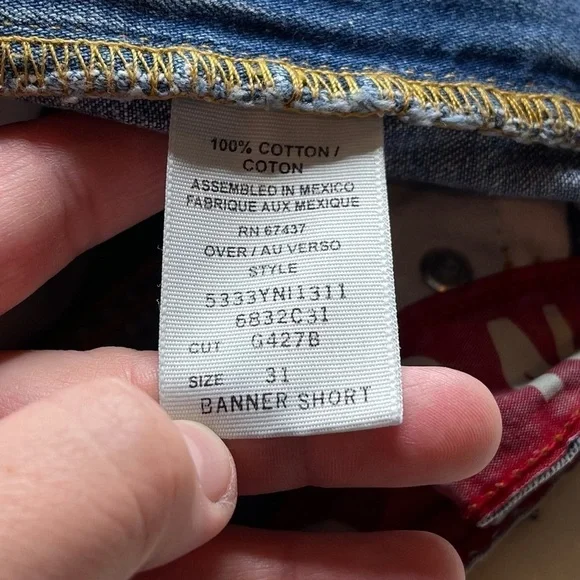 100% COTTON /
COTON
ASSEMBLED IN MEXICO
FABRIQUE AUX MEXIQUE
RN 67437
OVER / AU VERSO
STYLE
5333YNI1311
6832C31
CUT G427B
SIZE 31
BANNER SHORT